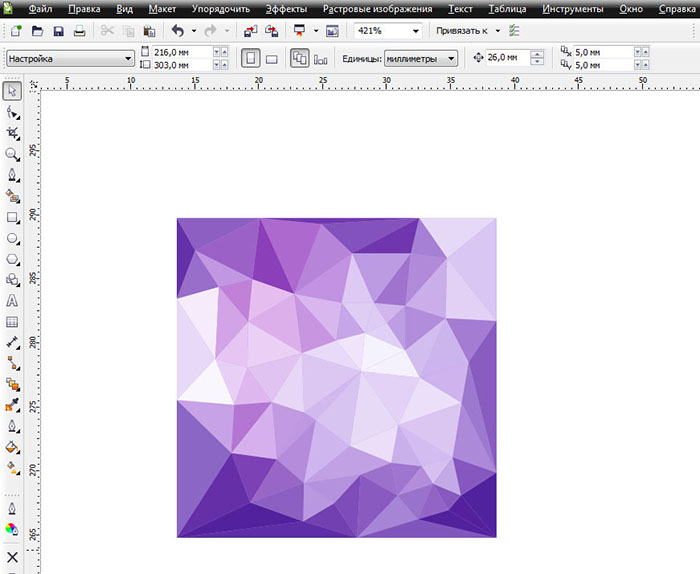 Файл Правка Вид Макет Упорядочить Эффекты Растровые изображения Текст Таблица Инструменты Окно Справка
421% Привязать к
Настройка 216,0 мм 303,0 мм Единицы: миллиметры 26,0 мм 5,0 мм 5,0 мм
5 10 15 20 25 30 35 40 45 50
295
290
285
280
275
270
265